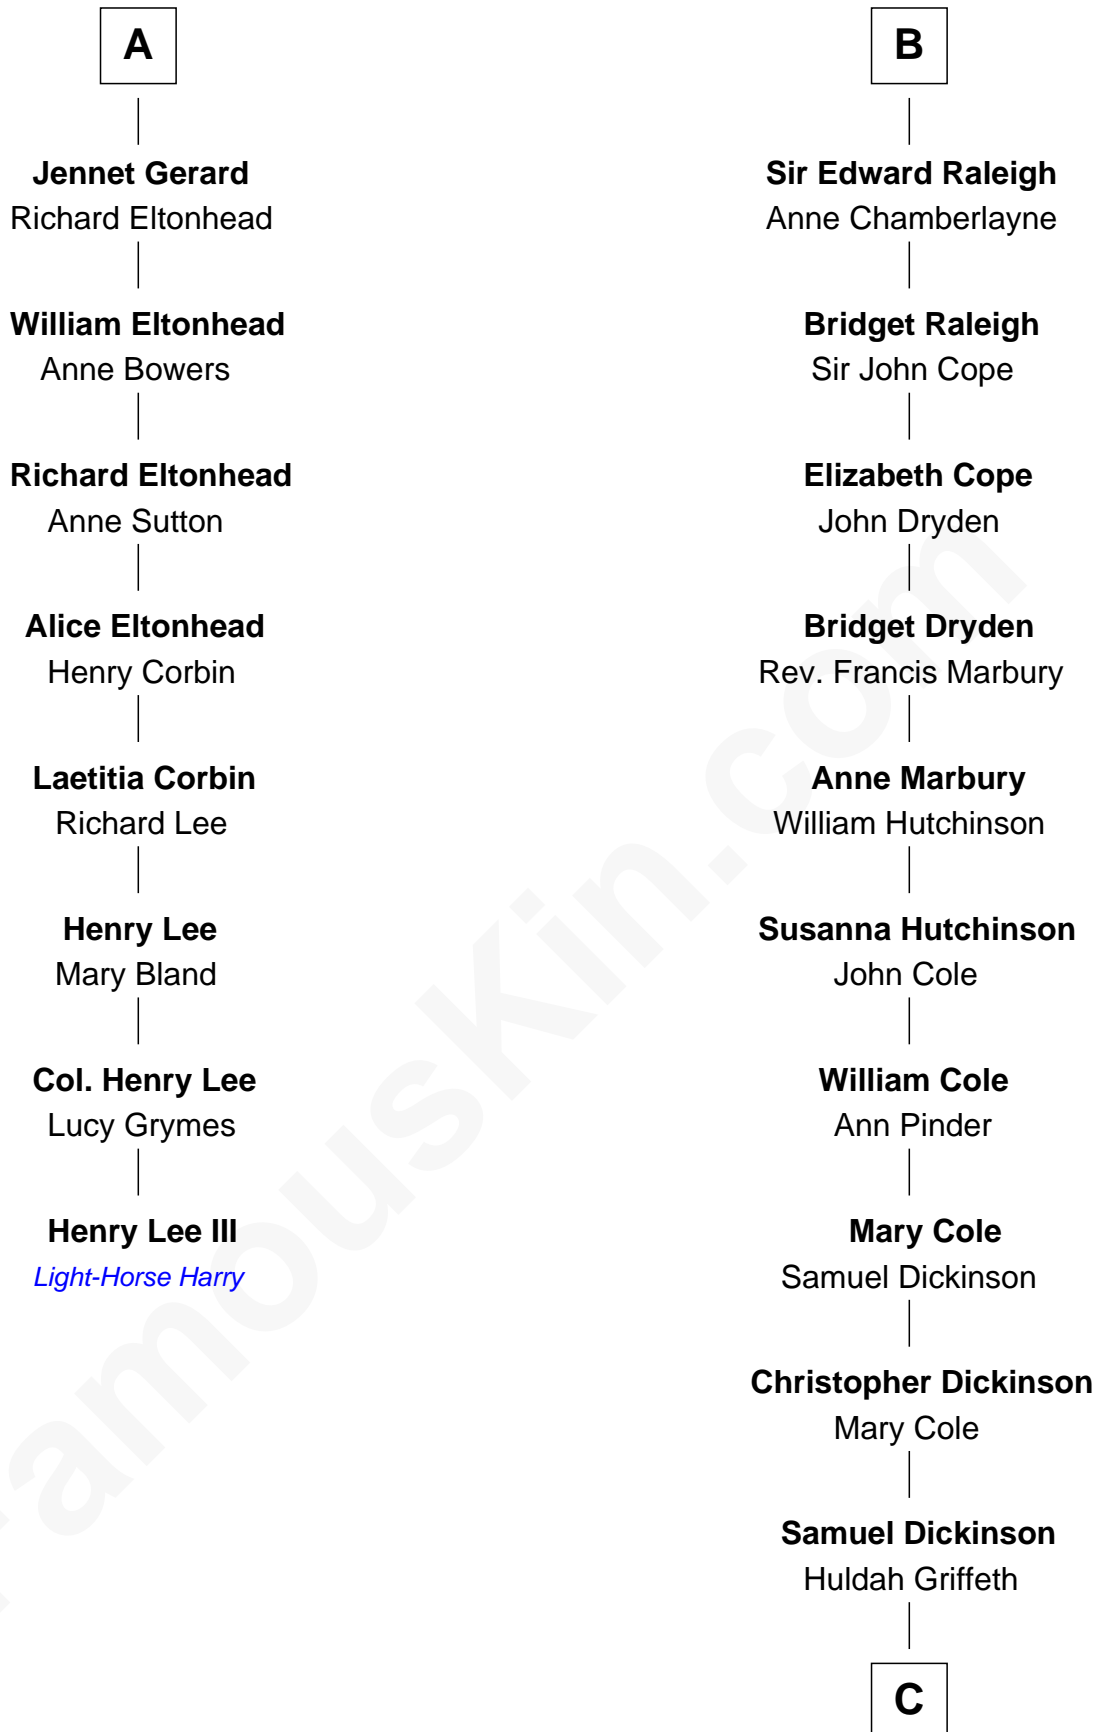 A
Jennet Gerard
Richard Eltonhead
William Eltonhead
Anne Bowers
Richard Eltonhead
Anne Sutton
Alice Eltonhead
Henry Corbin
Laetitia Corbin
Richard Lee
Henry Lee
Mary Bland
Col. Henry Lee
Lucy Grymes
Henry Lee III
Light-Horse Harry
B
Sir Edward Raleigh
Anne Chamberlayne
Bridget Raleigh
Sir John Cope
Elizabeth Cope
John Dryden
Bridget Dryden
Rev. Francis Marbury
Anne Marbury
William Hutchinson
Susanna Hutchinson
John Cole
William Cole
Ann Pinder
Mary Cole
Samuel Dickinson
Christopher Dickinson
Mary Cole
Samuel Dickinson
Huldah Griffeth
C
FamousKin.com